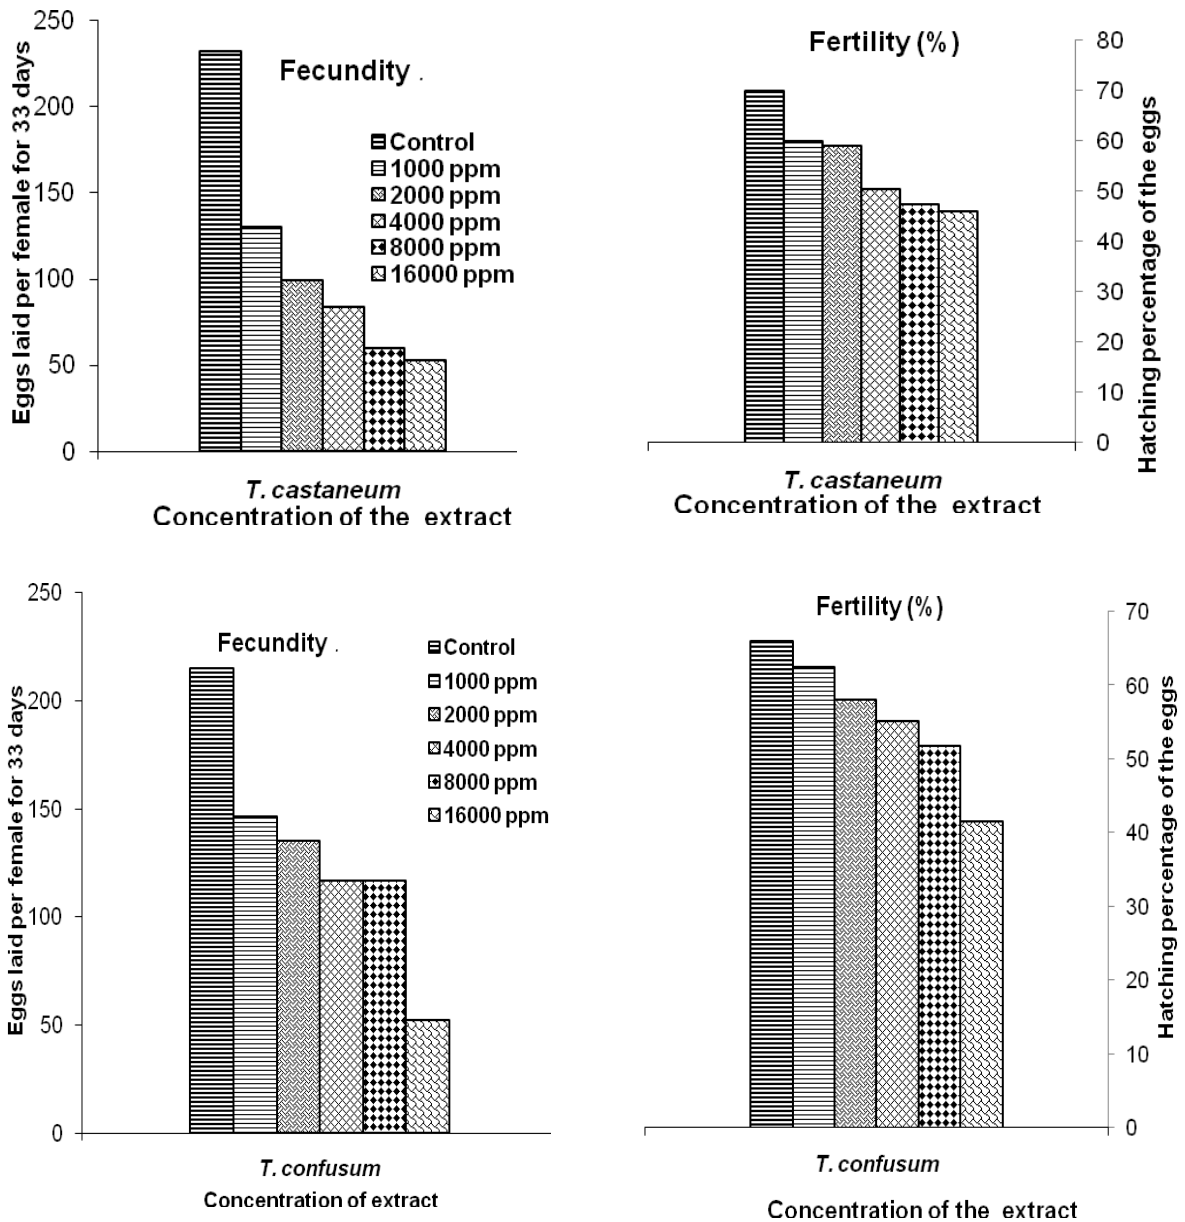 Eggs laid per female for 33 days
250
200
150
100
50
0
Fecundity .
Control
1000 ppm
2000 ppm
4000 ppm
8000 ppm
16000 ppm
T. castaneum
Concentration of the extract
Fertility (%)
80
70
60
50
40
30
20
10
0
Hatching percentage of the eggs
T. castaneum
Concentration of the extract
Eggs laid per female for 33 days
250
200
150
100
50
0
Fecundity .
Control
1000 ppm
2000 ppm
4000 ppm
8000 ppm
16000 ppm
T. confusum
Concentration of extract
Fertility (%)
70
60
50
40
30
20
10
0
Hatching percentage of the eggs
T. confusum
Concentration of the extract